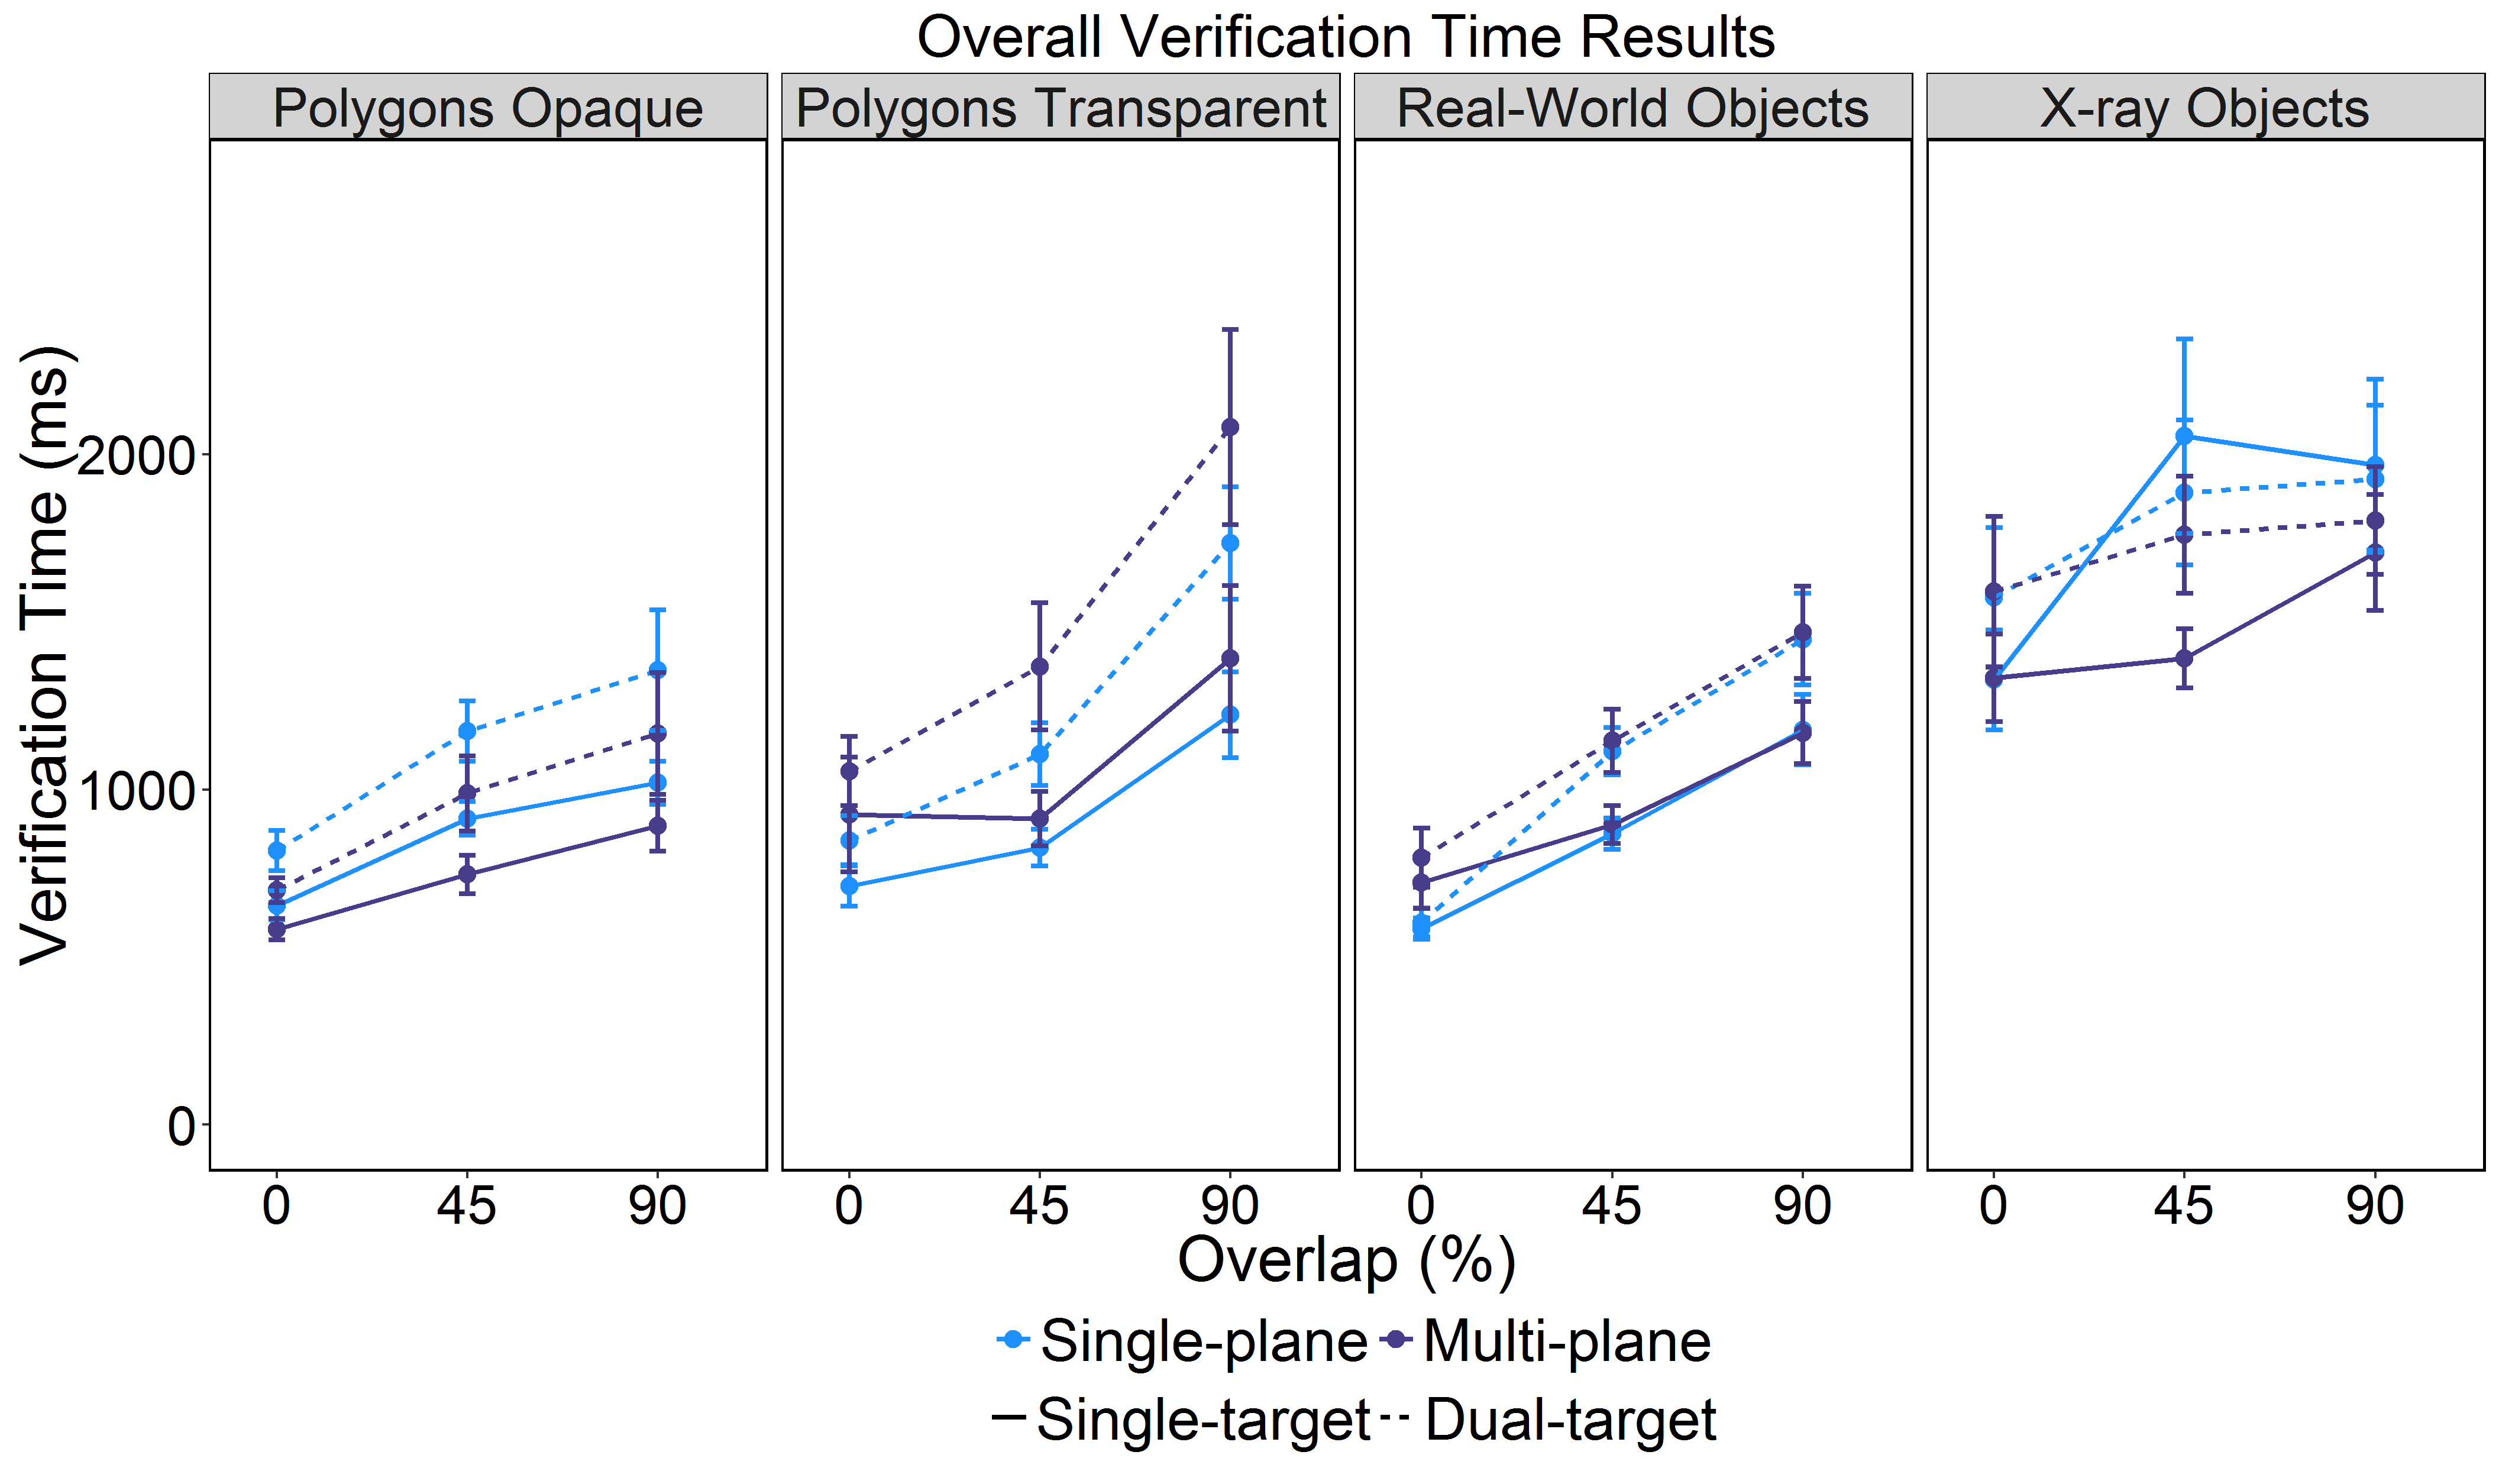 Overall Verification Time Results
Polygons Opaque
Polygons Transparent
Real-World Objects
X-ray Objects
Verification Time (ms)
2000
1000
0
0 45 90
0 45 90
0 45 90
0 45 90
Overlap (%)
Single-plane Multi-plane
Single-target Dual-target